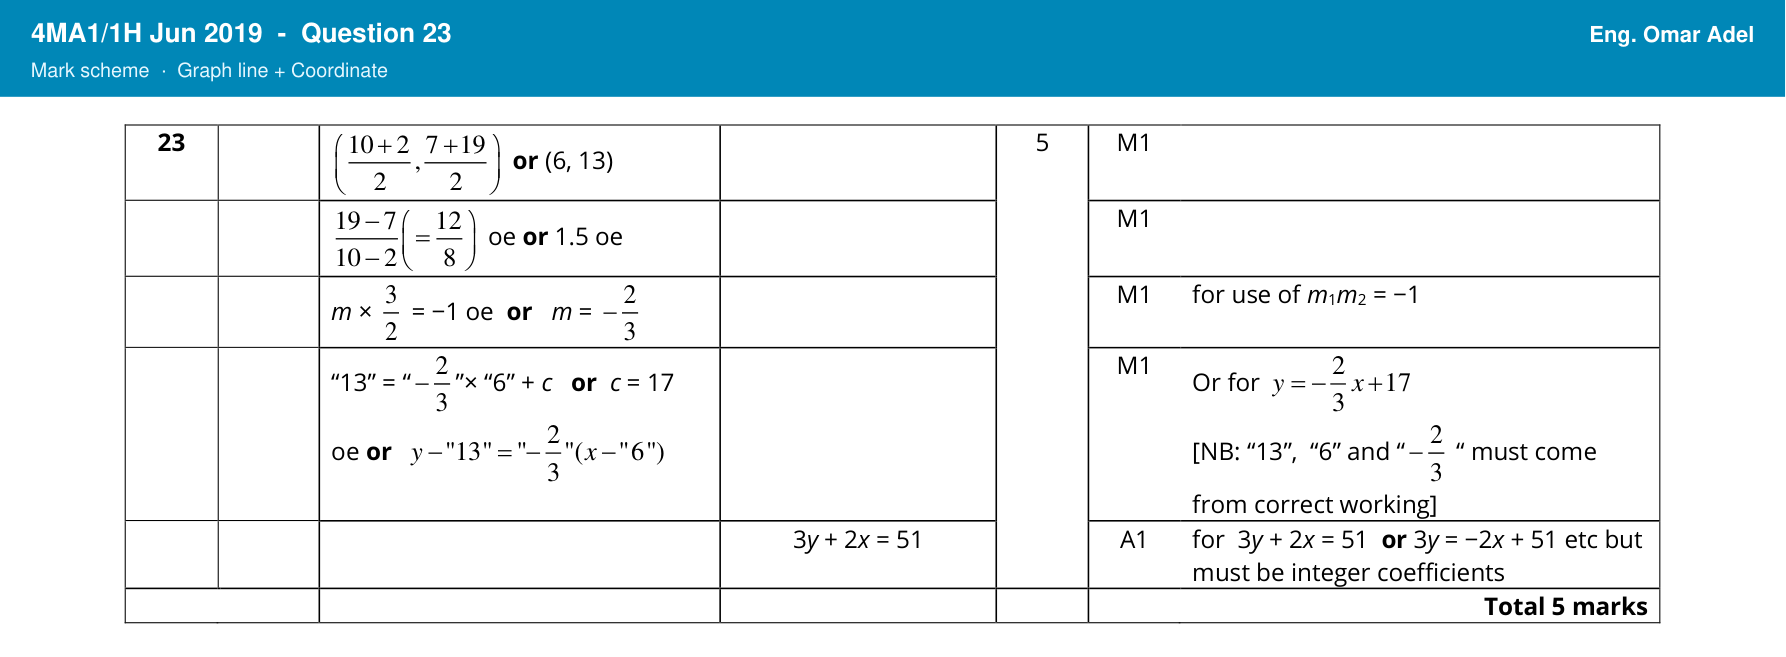 4MA1/1H Jun 2019 - Question 23
Eng. Omar Adel
Mark scheme · Graph line + Coordinate
23 ((10+2)/2, (7+19)/2) or (6, 13) 5 M1
(19−7)/(10−2) (= 12/8) oe or 1.5 oe M1
m × 3/2 = −1 oe or m = −2/3 M1 for use of m₁m₂ = −1
“13” = “−2/3”× “6” + c or c = 17 M1 Or for y = −2/3 x+17
oe or y −"13" = "−2/3"(x −"6") [NB: “13”, “6” and “−2/3 “ must come
from correct working]
3y + 2x = 51 A1 for 3y + 2x = 51 or 3y = −2x + 51 etc but
must be integer coefficients
Total 5 marks